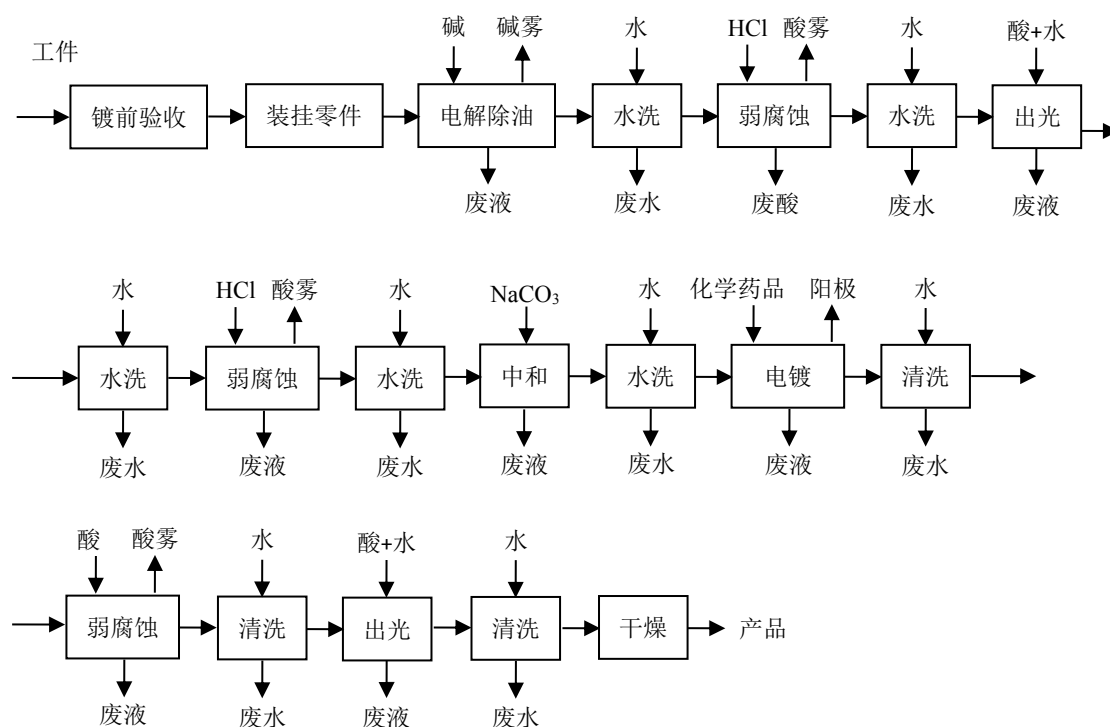 碱 碱雾 水 HCl 酸雾 水 酸+水
工件
镀前验收 装挂零件 电解除油 水洗 弱腐蚀 水洗 出光
废液 废水 废酸 废水 废液
水 HCl 酸雾 水 NaCO₃ 水 化学药品 阳极 水
水洗 弱腐蚀 水洗 中和 水洗 电镀 清洗
废水 废液 废水 废液 废水 废液 废水
酸 酸雾 水 酸+水 水
弱腐蚀 清洗 出光 清洗 干燥 产品
废液 废水 废液 废水